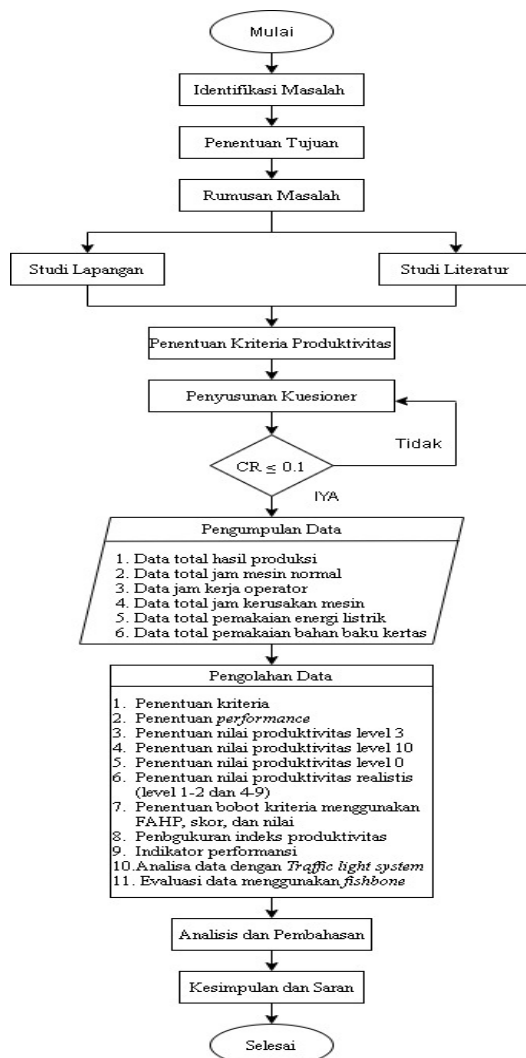 Mulai
Identifikasi Masalah
Penentuan Tujuan
Rumusan Masalah
Studi Lapangan
Studi Literatur
Penentuan Kriteria Produktivitas
Penyusunan Kuesioner
Tidak
CR ≤ 0.1
IYA
Pengumpulan Data
1. Data total hasil produksi
2. Data total jam mesin normal
3. Data jam kerja operator
4. Data total jam kerusakan mesin
5. Data total pemakaian energi listrik
6. Data total pemakaian bahan baku kertas
Pengolahan Data
1. Penentuan kriteria
2. Penentuan performance
3. Penentuan nilai produktivitas level 3
4. Penentuan nilai produktivitas level 10
5. Penentuan nilai produktivitas level 0
6. Penentuan nilai produktivitas realistis
(level 1-2 dan 4-9)
7. Penentuan bobot kriteria menggunakan
FAHP, skor, dan nilai
8. Penbgukuran indeks produktivitas
9. Indikator performansi
10.Analisa data dengan Traffic light system
11. Evaluasi data menggunakan fishbone
Analisis dan Pembahasan
Kesimpulan dan Saran
Selesai